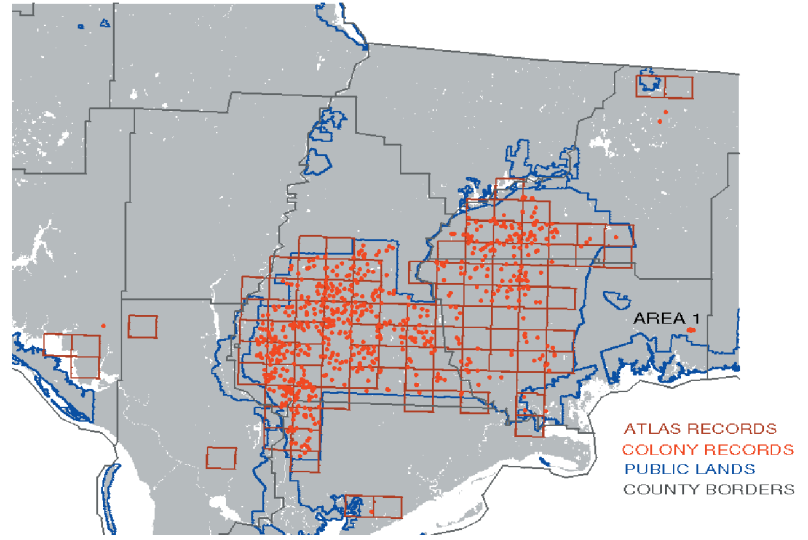 AREA 1
ATLAS RECORDS
COLONY RECORDS
PUBLIC LANDS
COUNTY BORDERS